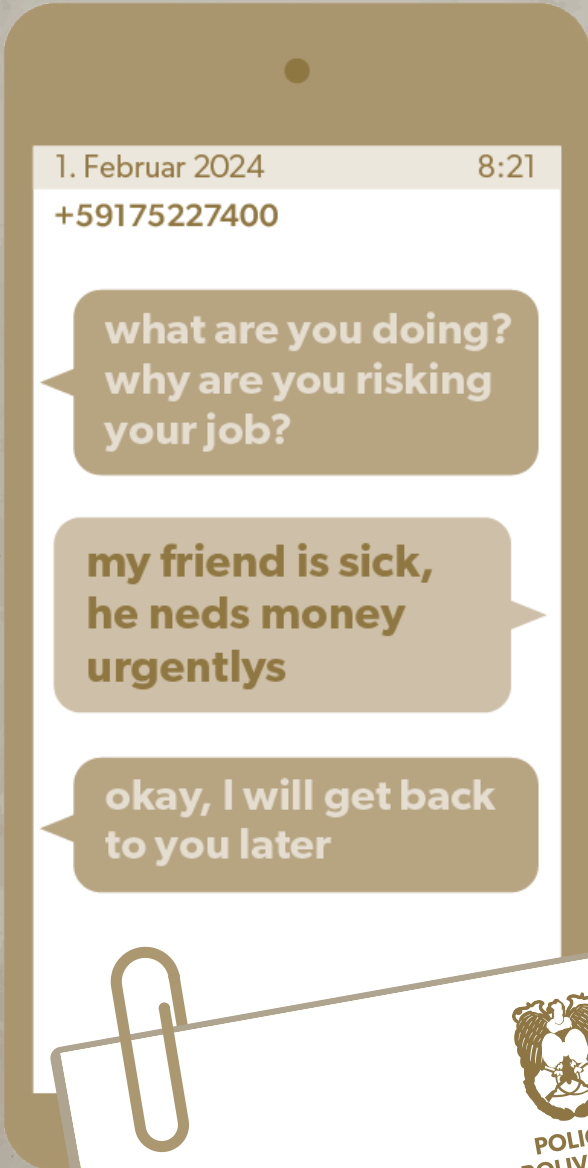 1. Februar 2024 8:21
+59175227400
what are you doing?
why are you risking
your job?
my friend is sick,
he neds money
urgentlys
okay, I will get back
to you later